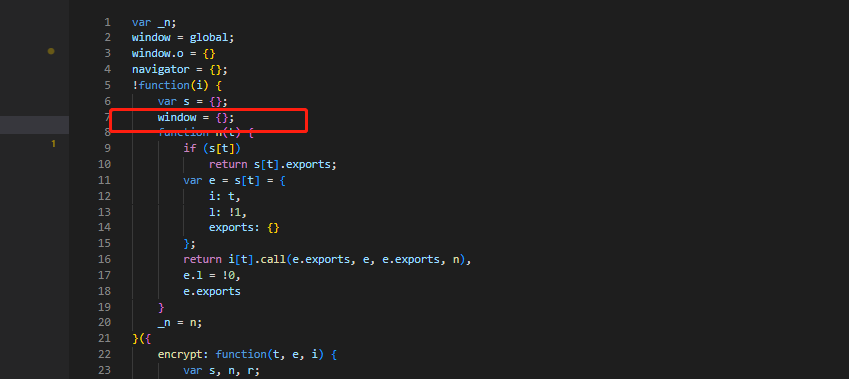 1 var _n;
2 window = global;
3 window.o = {}
4 navigator = {};
5 !function(i) {
6 var s = {};
7 window = {};
8 function n(t) {
9 if (s[t])
10 return s[t].exports;
11 var e = s[t] = {
12 i: t,
13 l: !1,
14 exports: {}
15 };
16 return i[t].call(e.exports, e, e.exports, n),
17 e.l = !0,
18 e.exports
19 }
20 _n = n;
1
21 }({
22 encrypt: function(t, e, i) {
23 var s, n, r;